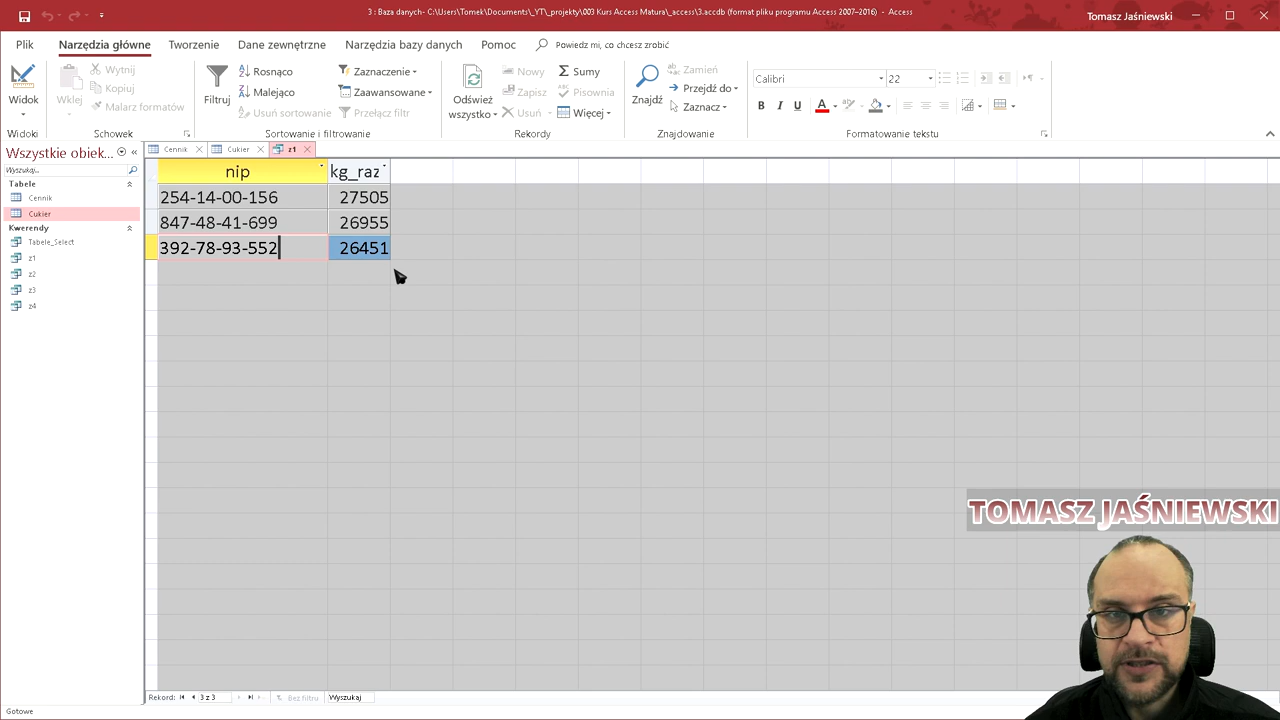 3 : Baza danych- C:\Users\Tomek\Documents\_YT\_projekty\003 Kurs Access Matura\_access\3.accdb (format pliku programu Access 2007–2016) - Access
Tomasz Jaśniewski
Plik Narzędzia główne Tworzenie Dane zewnętrzne Narzędzia bazy danych Pomoc Powiedz mi, co chcesz zrobić
Widok
Widoki
Wklej
Wytnij
Kopiuj
Malarz formatów
Schowek
Filtruj
Rosnąco
Malejąco
Usuń sortowanie
Zaznaczenie
Zaawansowane
Przełącz filtr
Sortowanie i filtrowanie
Odśwież wszystko
Nowy
Zapisz
Usuń
Sumy
Pisownia
Więcej
Rekordy
Znajdź
Zamień
Przejdź do
Zaznacz
Znajdowanie
Calibri 22
B I U A
Formatowanie tekstu
Wszystkie obiek...
Wyszukaj...
Tabele
Cennik
Cukier
Kwerendy
Tabele_Select
z1
z2
z3
z4
Cennik Cukier z1
nip kg_raz
254-14-00-156 27505
847-48-41-699 26955
392-78-93-552 26451
TOMASZ JAŚNIEWSKI
Rekord: 3 z 3 Bez filtru Wyszukaj
Gotowe